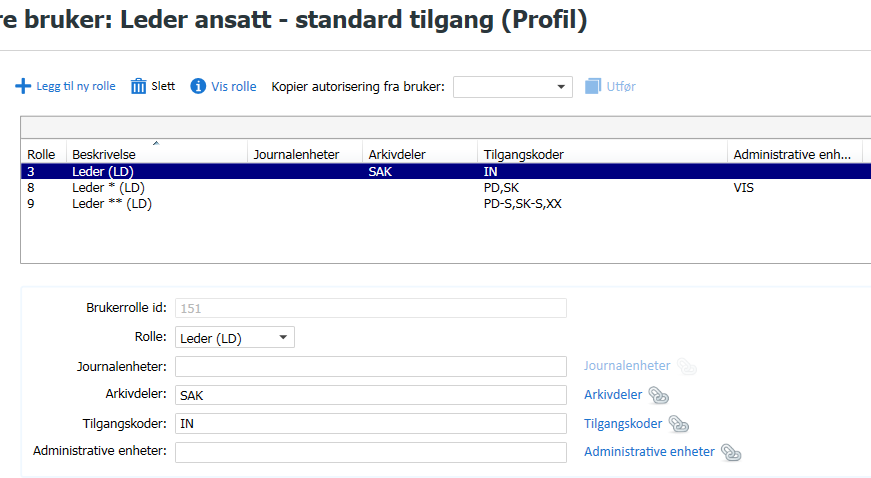 re bruker: Leder ansatt - standard tilgang (Profil)
Legg til ny rolle Slett Vis rolle Kopier autorisering fra bruker: Utfør
Rolle Beskrivelse Journalenheter Arkivdeler Tilgangskoder Administrative enh...
3 Leder (LD) SAK IN
8 Leder * (LD) PD,SK VIS
9 Leder ** (LD) PD-S,SK-S,XX
Brukerrolle id: 151
Rolle: Leder (LD)
Journalenheter: Journalenheter
Arkivdeler: SAK Arkivdeler
Tilgangskoder: IN Tilgangskoder
Administrative enheter: Administrative enheter